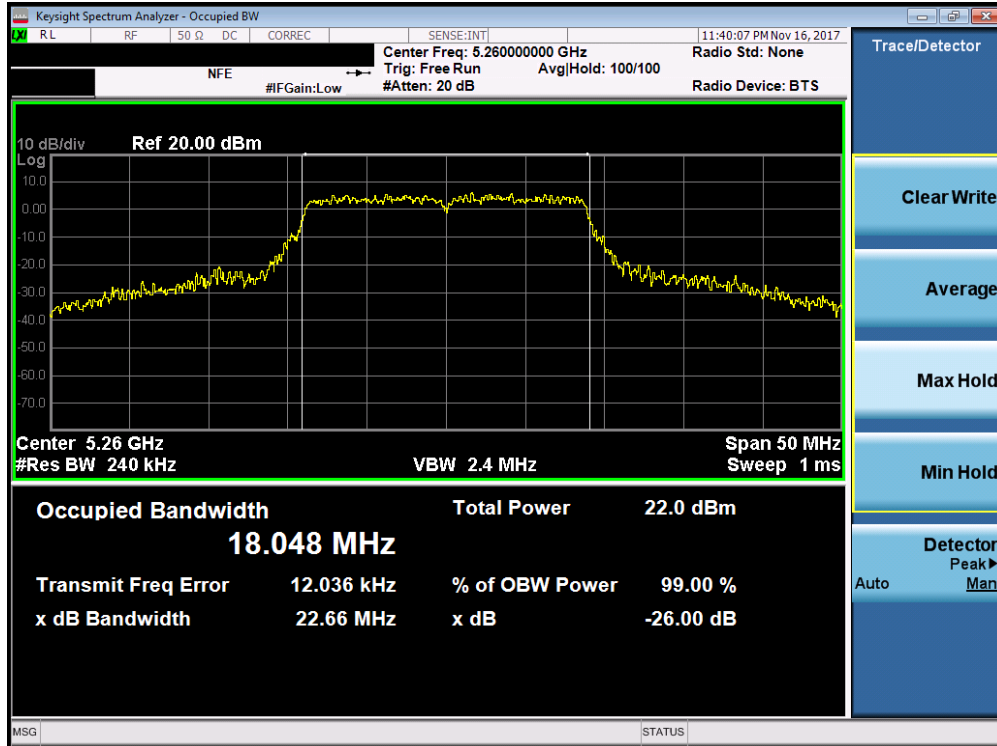 Keysight Spectrum Analyzer - Occupied BW
LXI RL RF 50 Ω DC CORREC SENSE:INT 11:40:07 PM Nov 16, 2017
Center Freq: 5.260000000 GHz Radio Std: None
NFE Trig: Free Run Avg|Hold: 100/100
#IFGain:Low #Atten: 20 dB Radio Device: BTS
Trace/Detector
10 dB/div Ref 20.00 dBm
Log
10.0
0.00
-10.0
-20.0
-30.0
-40.0
-50.0
-60.0
-70.0
Center 5.26 GHz Span 50 MHz
#Res BW 240 kHz VBW 2.4 MHz Sweep 1 ms
Occupied Bandwidth Total Power 22.0 dBm
18.048 MHz
Transmit Freq Error 12.036 kHz % of OBW Power 99.00 %
x dB Bandwidth 22.66 MHz x dB -26.00 dB
Clear Write
Average
Max Hold
Min Hold
Detector
Peak▶
Auto Man
MSG STATUS